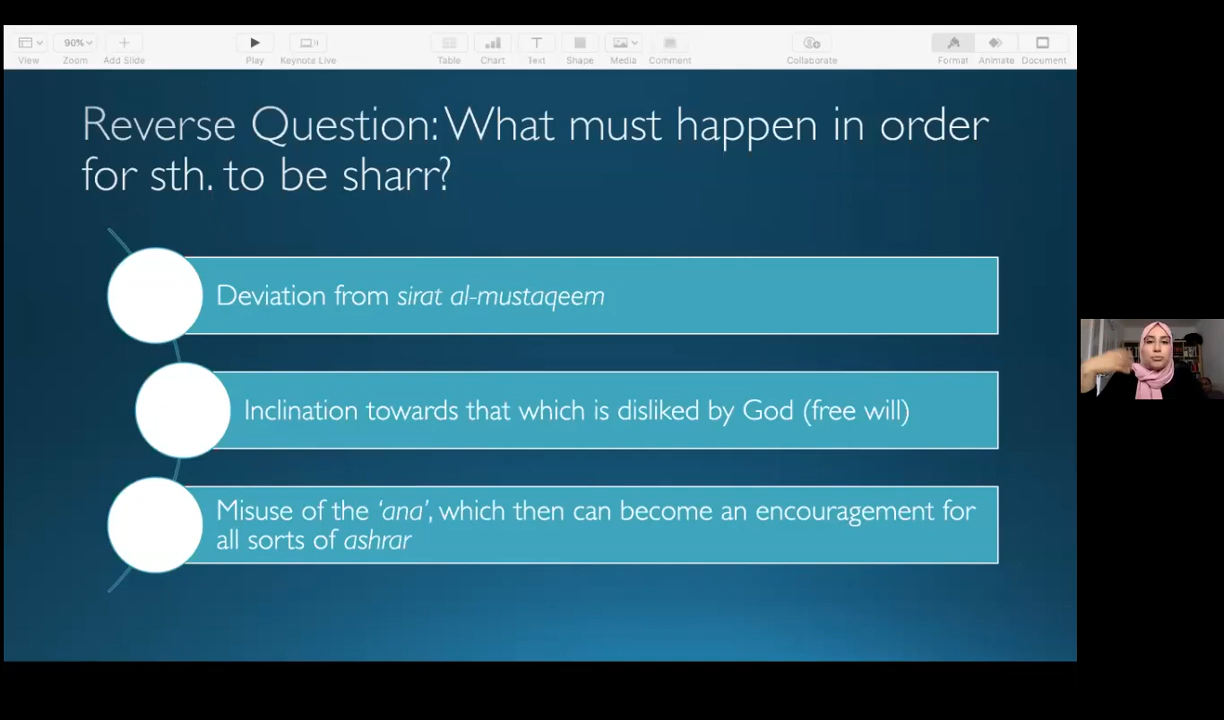 View
90%
Zoom
Add Slide
Play
Keynote Live
Table
Chart
Text
Shape
Media
Comment
Collaborate
Format
Animate
Document
Reverse Question: What must happen in order
for sth. to be sharr?
Deviation from sirat al-mustaqeem
Inclination towards that which is disliked by God (free will)
Misuse of the ‘ana’, which then can become an encouragement for
all sorts of ashrar